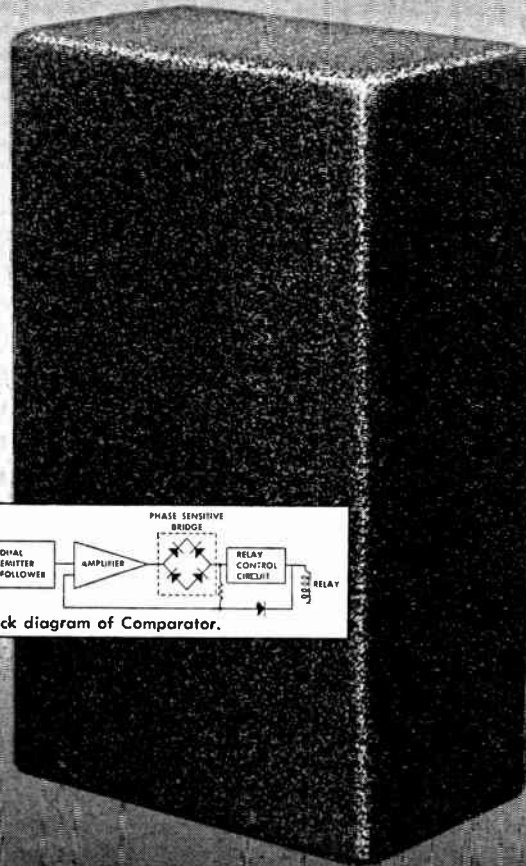 PHASE SENSITIVE
BRIDGE
DUAL
EMITTER
FOLLOWER
AMPLIFIER
RELAY
CONTROL
CIRCUIT
RELAY
ck diagram of Comparator.